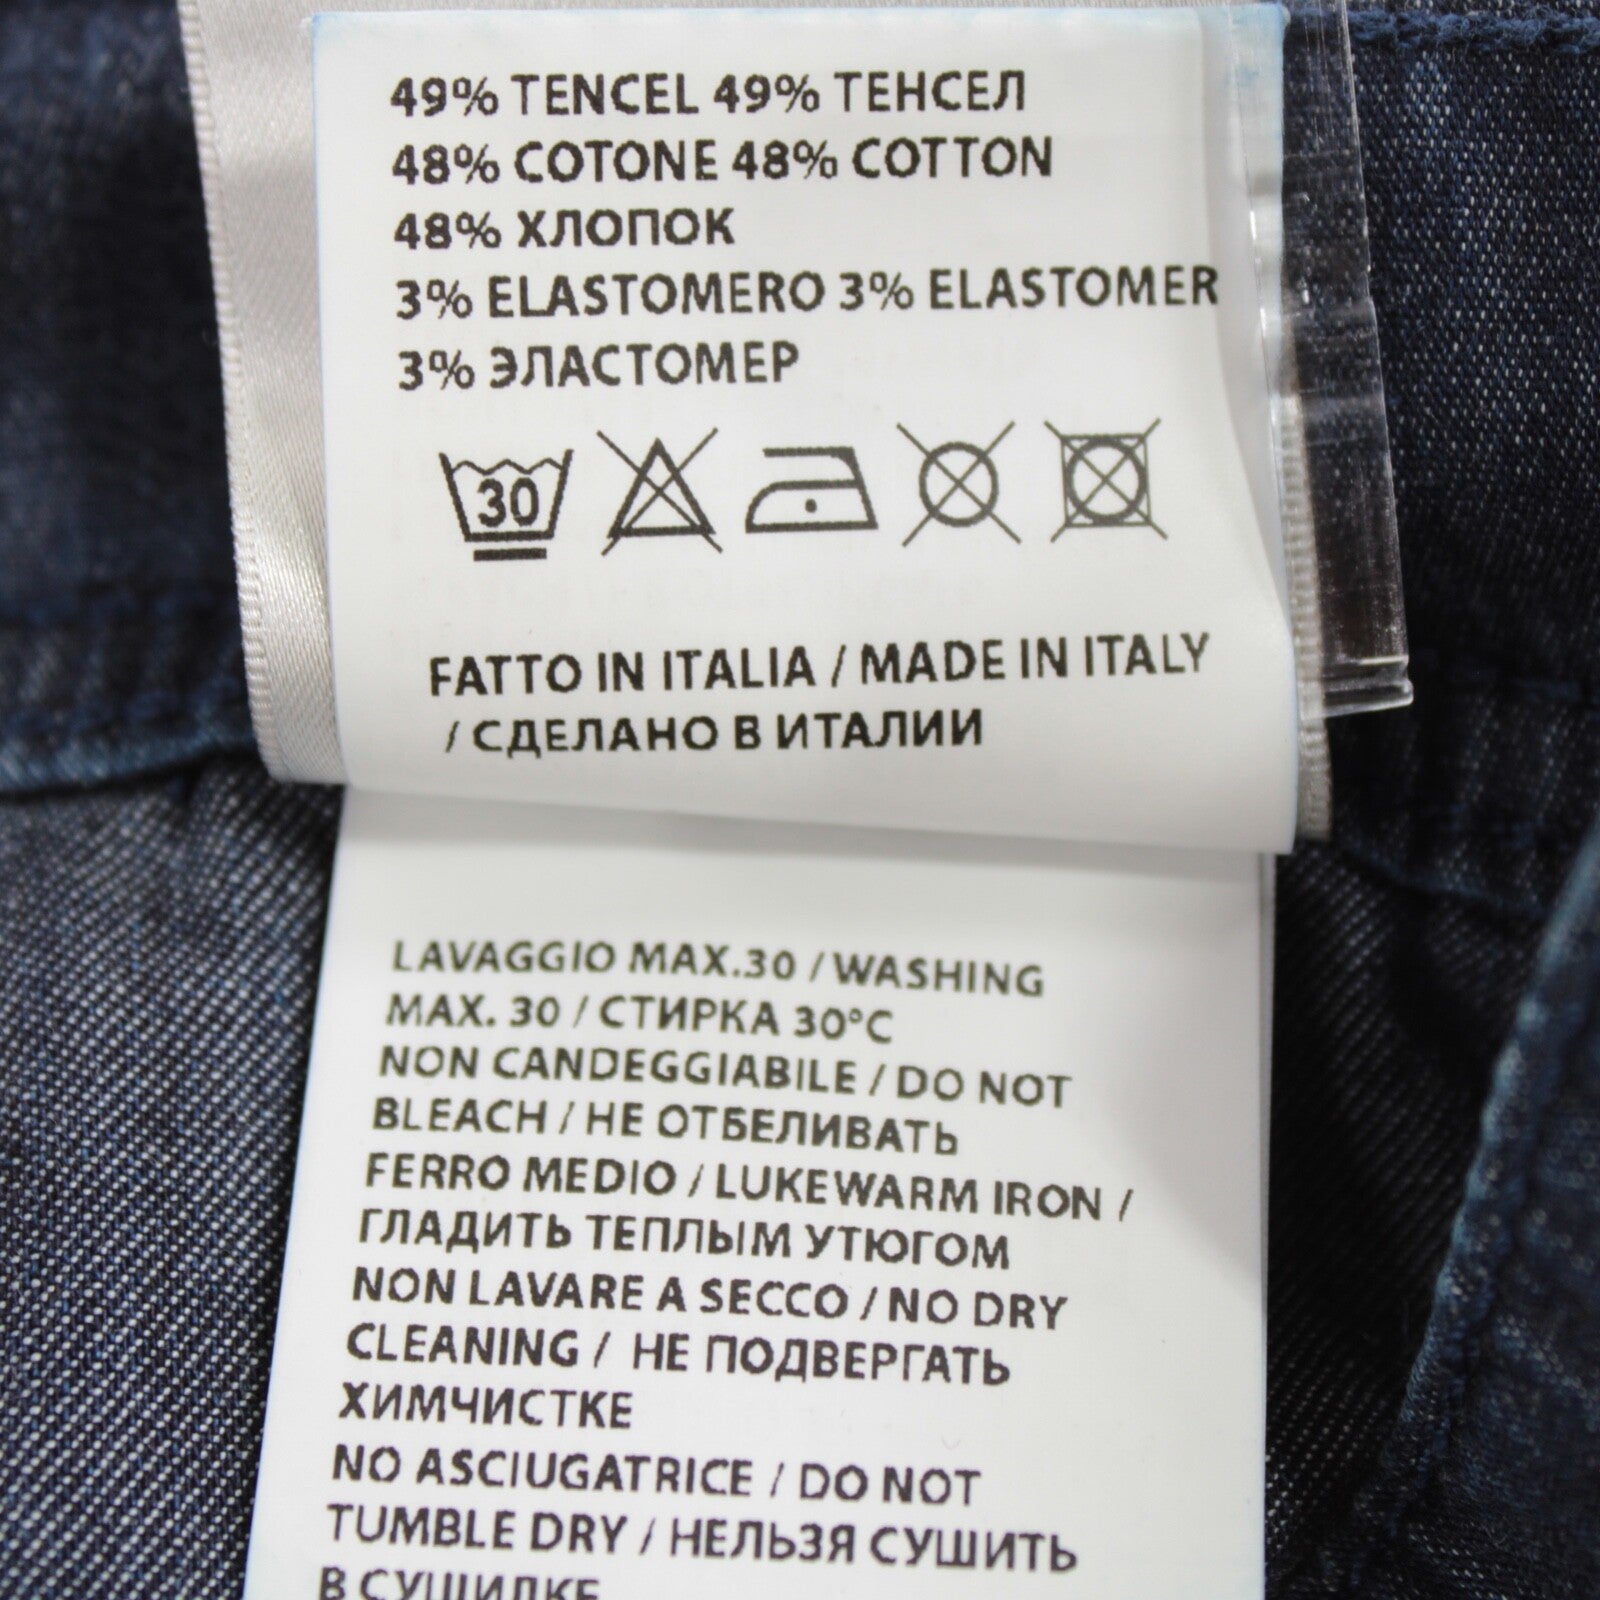 49% TENCEL 49% ТЕНСЕЛ
48% COTONE 48% COTTON
48% ХЛОПОК
3% ELASTOMERO 3% ELASTOMER
3% ЭЛАСТОМЕР
30
FATTO IN ITALIA / MADE IN ITALY
/ СДЕЛАНО В ИТАЛИИ
LAVAGGIO MAX.30 / WASHING
MAX. 30 / СТИРКА 30°C
NON CANDEGGIABILE / DO NOT
BLEACH / НЕ ОТБЕЛИВАТЬ
FERRO MEDIO / LUKEWARM IRON /
ГЛАДИТЬ ТЕПЛЫМ УТЮГОМ
NON LAVARE A SECCO / NO DRY
CLEANING / НЕ ПОДВЕРГАТЬ
ХИМЧИСТКЕ
NO ASCIUGATRICE / DO NOT
TUMBLE DRY / НЕЛЬЗЯ СУШИТЬ
В СУШИЛКЕ